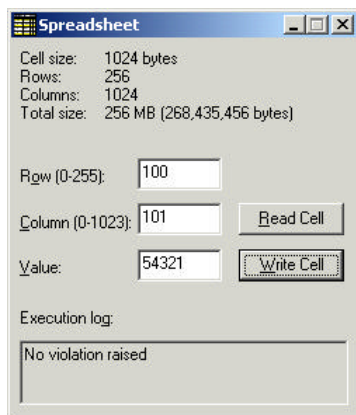 Spreadsheet
Cell size: 1024 bytes
Rows: 256
Columns: 1024
Total size: 256 MB (268,435,456 bytes)
Row (0-255): 100
Column (0-1023): 101 Read Cell
Value: 54321 Write Cell
Execution log:
No violation raised